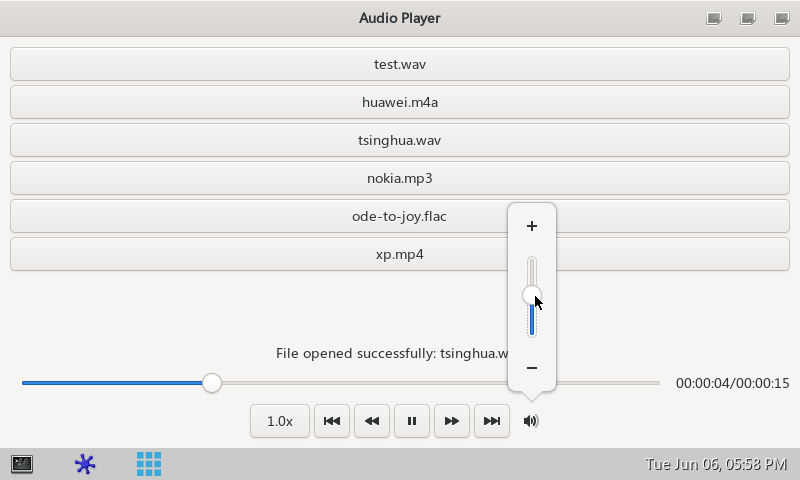 Audio Player
test.wav
huawei.m4a
tsinghua.wav
nokia.mp3
ode-to-joy.flac
xp.mp4
+
−
File opened successfully: tsinghua.w
00:00:04/00:00:15
1.0x
Tue Jun 06, 05:58 PM